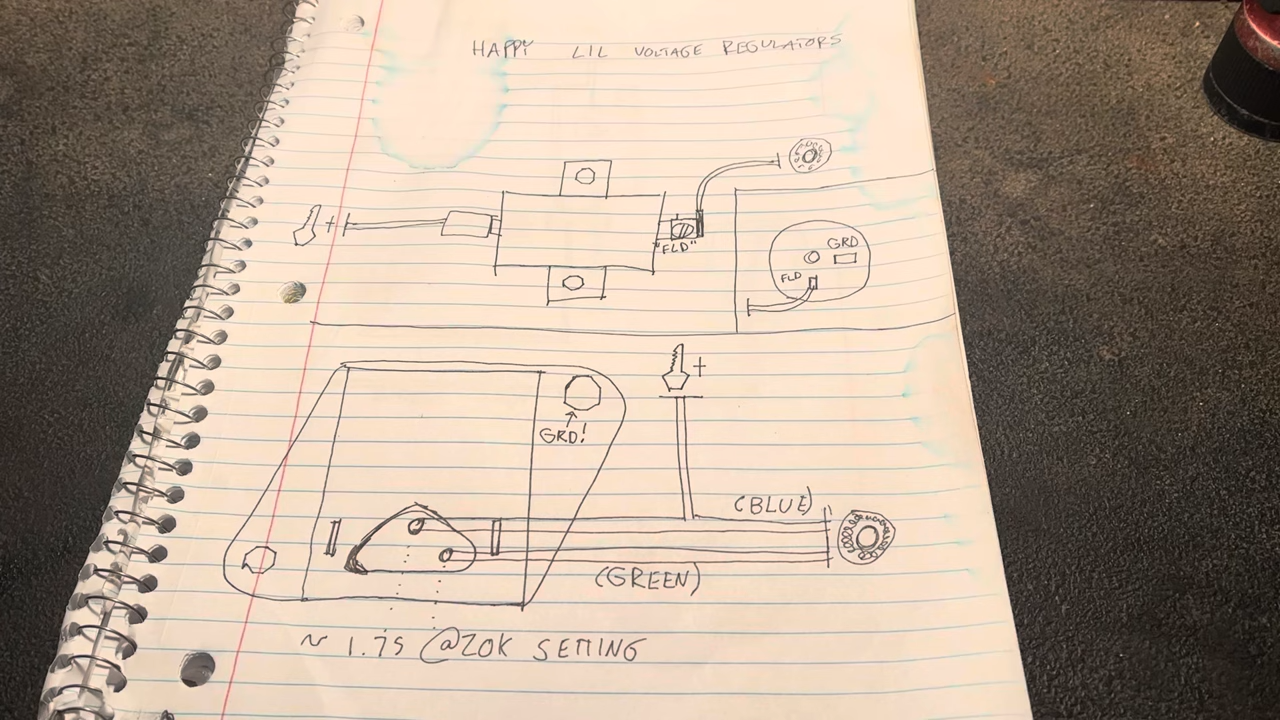 HAPPY LIL VOLTAGE REGULATORS
+
"FLD"
GRD
FLD
+
GRD!
(BLUE)
(GREEN)
~ 1.75 @20K SETTING